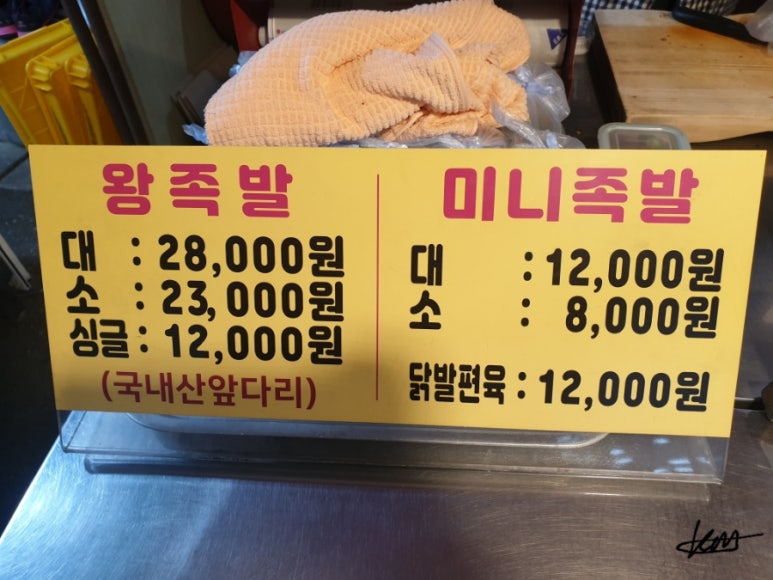 왕족발
대 : 28,000원
소 : 23,000원
싱글 : 12,000원
(국내산앞다리)
미니족발
대 : 12,000원
소 : 8,000원
닭발편육 : 12,000원